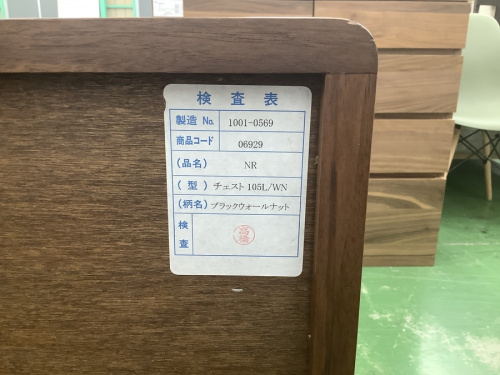 検査表
製造 No. 1001-0569
商品コード 06929
(品名) NR
(型) チェスト 105L/WN
(柄名) ブラックウォールナット
検査 高橋